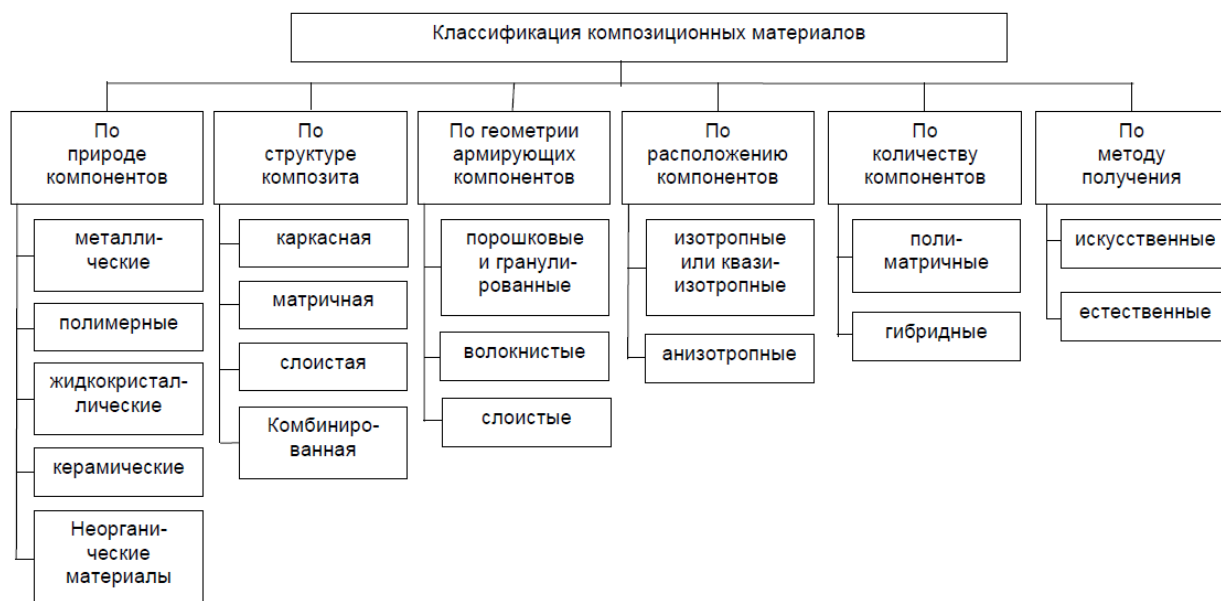 Классификация композиционных материалов
По
природе
компонентов
металли-
ческие
полимерные
жидкокристал-
лические
керамические
Неоргани-
ческие
материалы
По
структуре
композита
каркасная
матричная
слоистая
Комбиниро-
ванная
По геометрии
армирующих
компонентов
порошковые
и гранули-
рованные
волокнистые
слоистые
По
расположению
компонентов
изотропные
или квази-
изотропные
анизотропные
По
количеству
компонентов
поли-
матричные
гибридные
По
методу
получения
искусственные
естественные